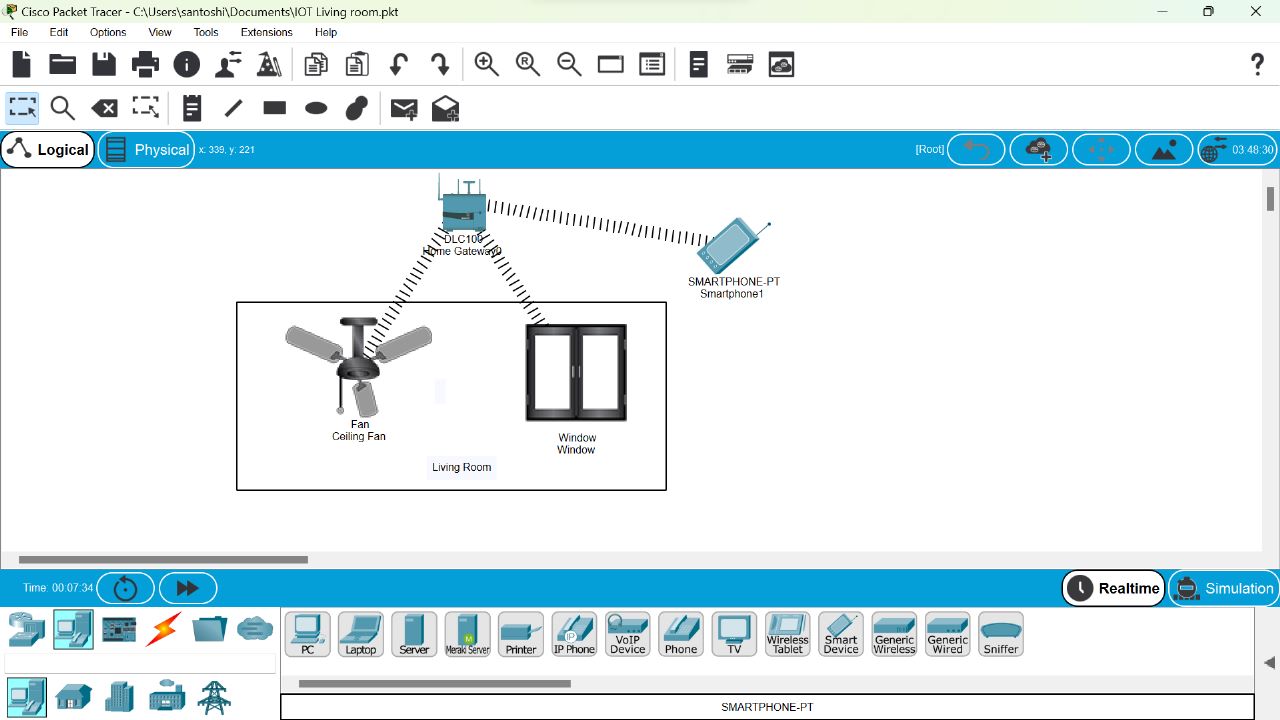 Cisco Packet Tracer - C:\Users\santoshi\Documents\IOT Living room.pkt
File Edit Options View Tools Extensions Help
Logical Physical x: 339, y: 221 [Root] 03:48:30
DLC100
Home Gateway0
SMARTPHONE-PT
Smartphone1
Fan
Ceiling Fan
Window
Window
Living Room
Time: 00:07:34 Realtime Simulation
PC Laptop Server Meraki Server Printer IP Phone VoIP Device Phone TV Wireless Tablet Smart Device Generic Wireless Generic Wired Sniffer
SMARTPHONE-PT